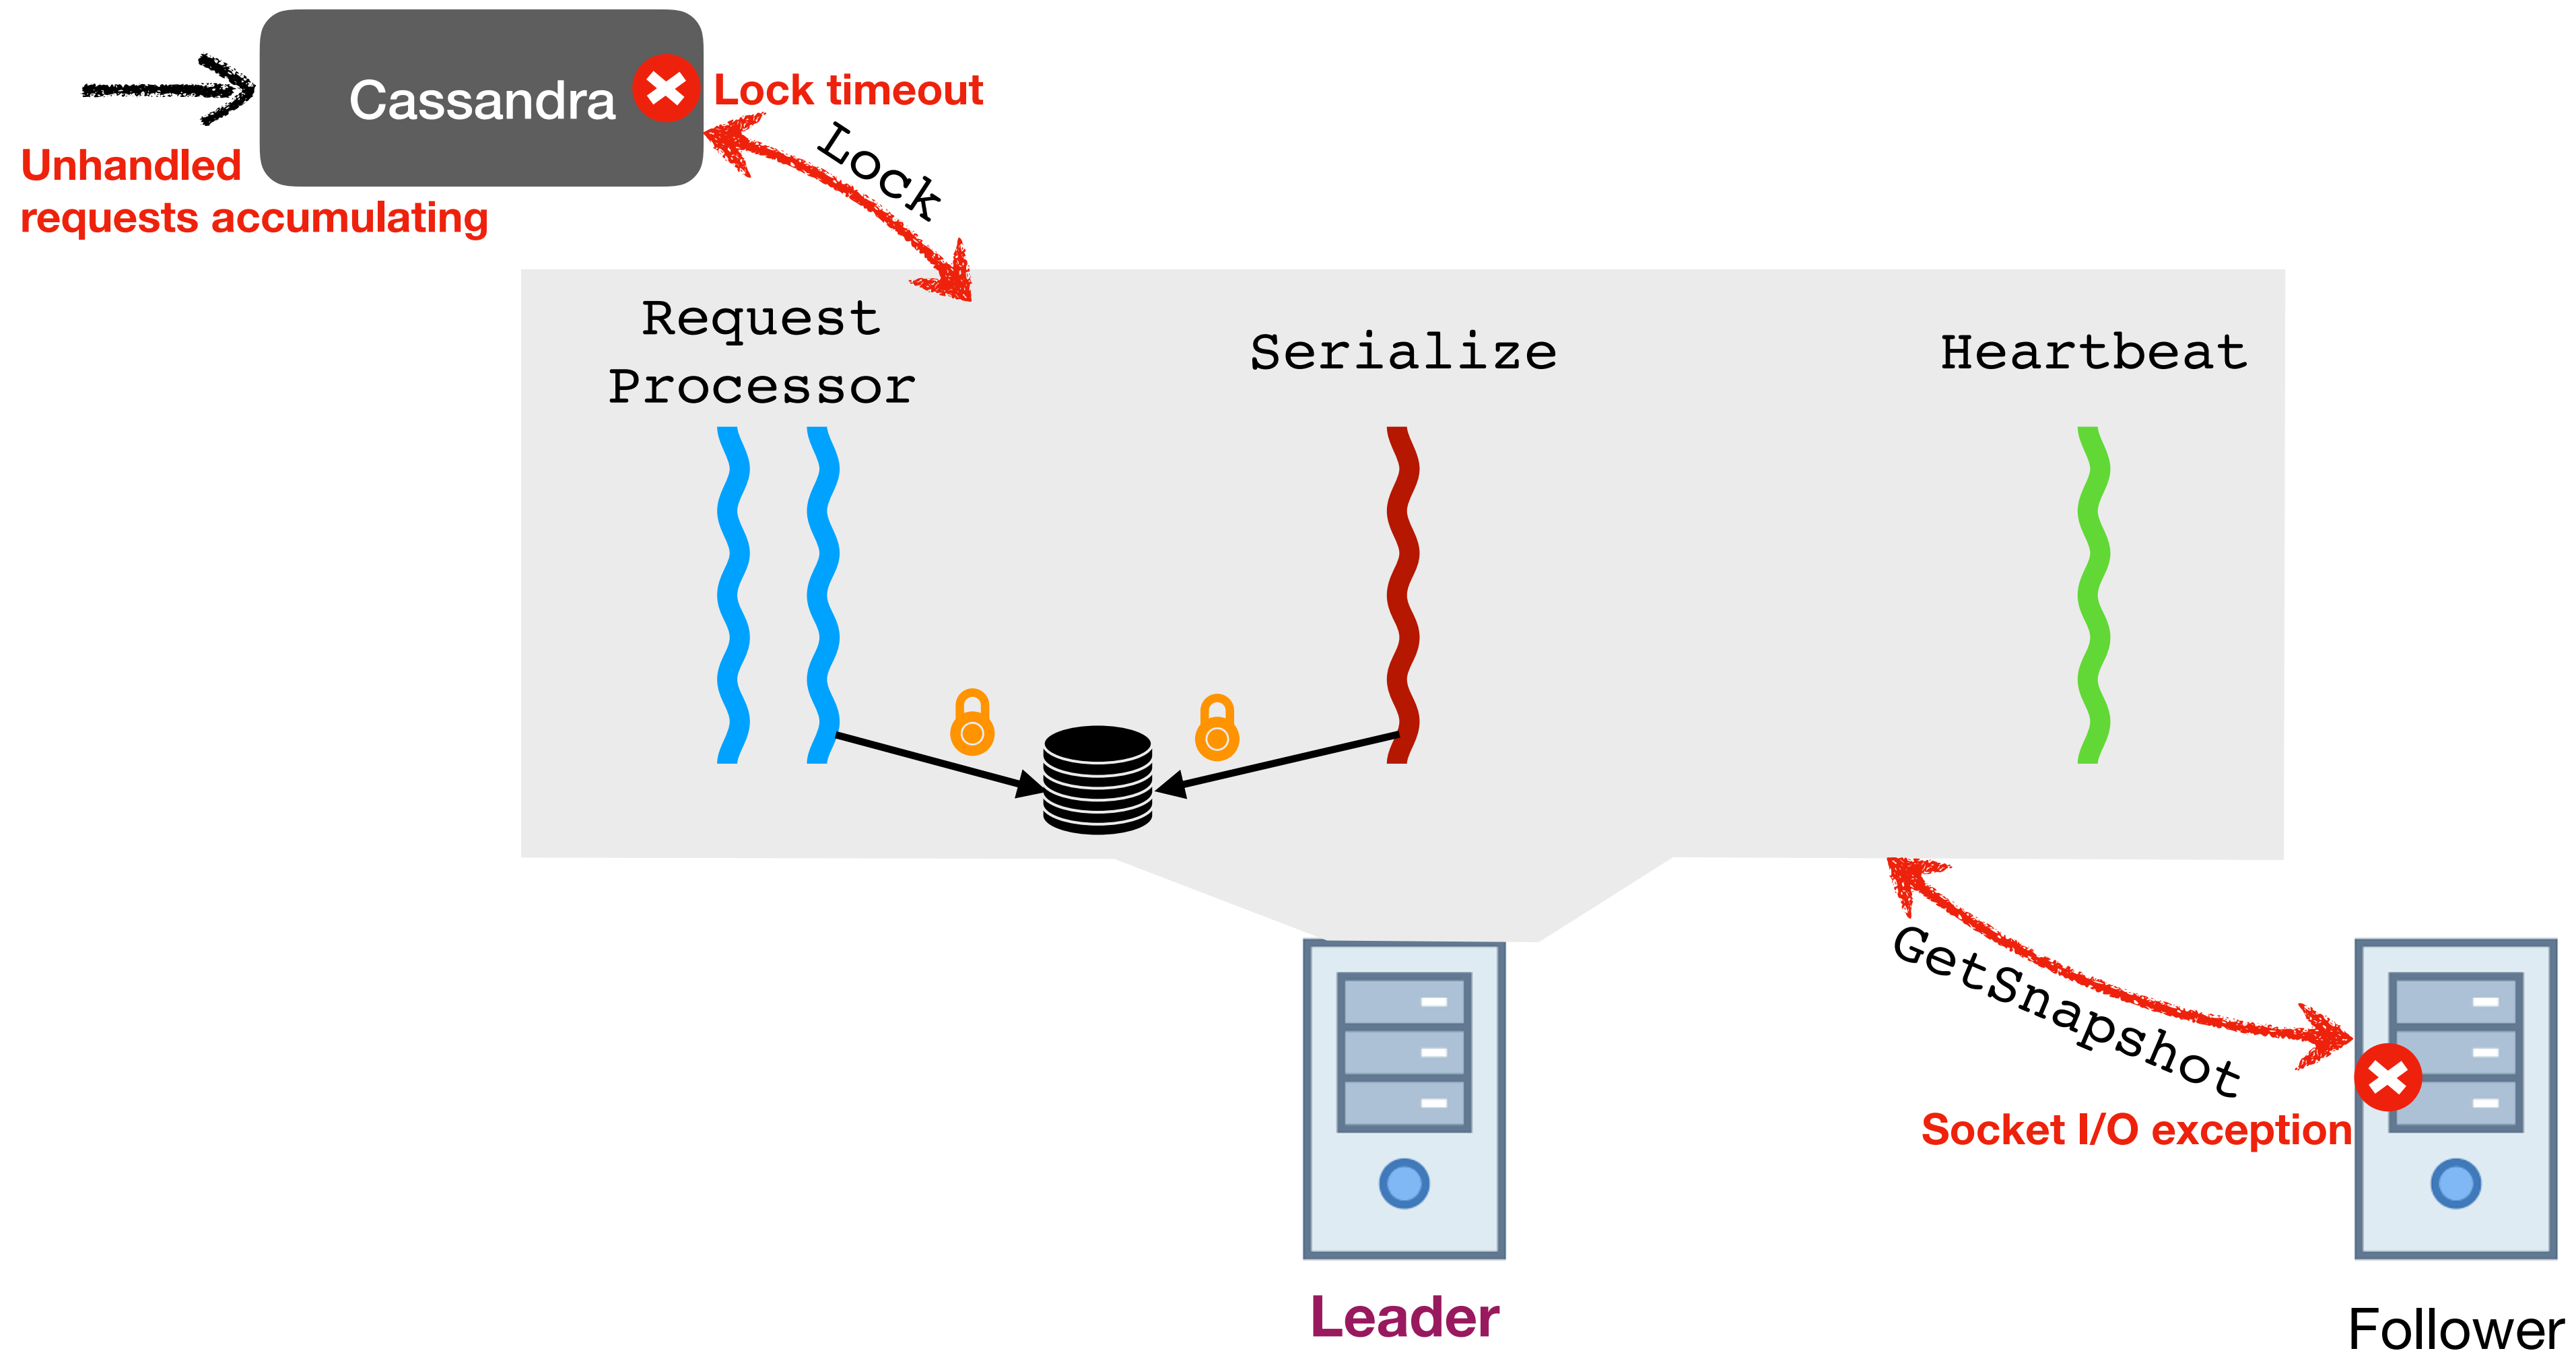 Cassandra
Lock timeout
Unhandled
requests accumulating
Lock
Request
Processor
Serialize
Heartbeat
GetSnapshot
Socket I/O exception
Leader
Follower